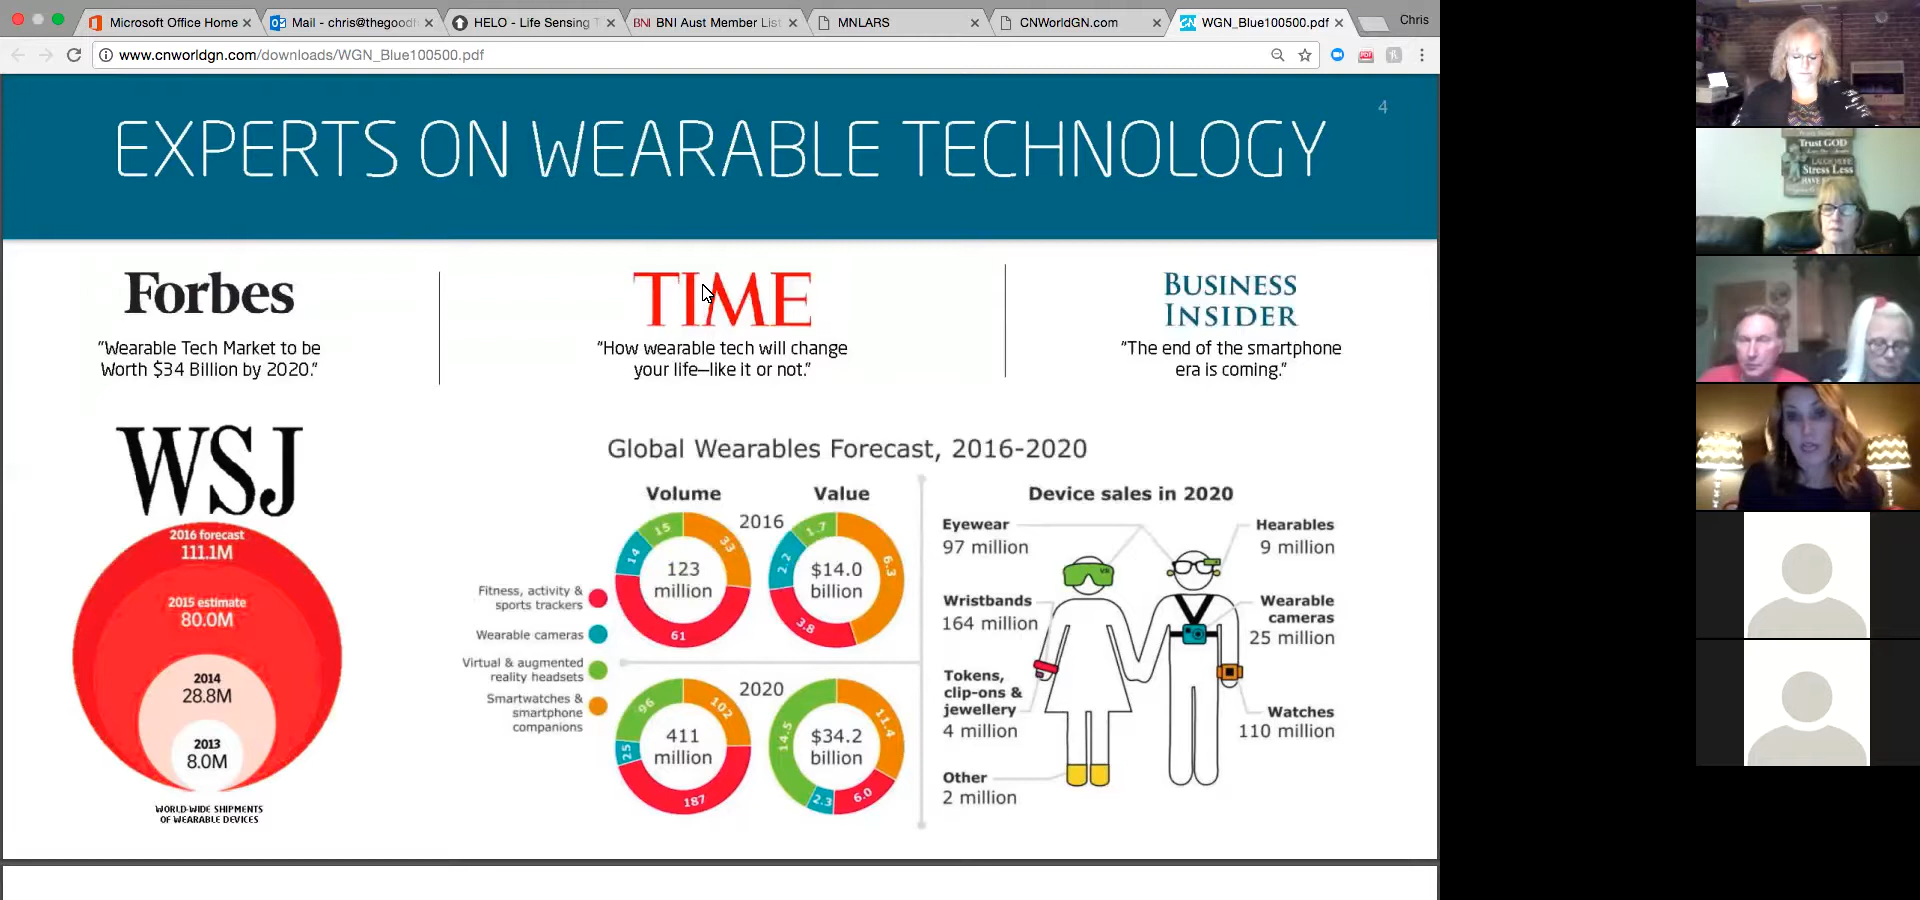 Microsoft Office Home
Mail - chris@thegoodh
HELO - Life Sensing T
BNI BNI Aust Member List
MNLARS
CNWorldGN.com
WGN_Blue100500.pdf
Chris
www.cnworldgn.com/downloads/WGN_Blue100500.pdf
4
EXPERTS ON WEARABLE TECHNOLOGY
Forbes
"Wearable Tech Market to be
Worth $34 Billion by 2020."
TIME
"How wearable tech will change
your life—like it or not."
BUSINESS
INSIDER
"The end of the smartphone
era is coming."
WSJ
2016 forecast
111.1M
2015 estimate
80.0M
2014
28.8M
2013
8.0M
WORLD-WIDE SHIPMENTS
OF WEARABLE DEVICES
Global Wearables Forecast, 2016-2020
Volume
Value
2016
15
33
14
61
123
million
1.7
6.3
2.2
3.8
$14.0
billion
Fitness, activity &
sports trackers
Wearable cameras
Virtual & augmented
reality headsets
Smartwatches &
smartphone
companions
2020
96
102
25
187
411
million
14.5
11.4
2.3
6.0
$34.2
billion
Device sales in 2020
Eyewear
97 million
Hearables
9 million
Wristbands
164 million
Wearable
cameras
25 million
Tokens,
clip-ons &
jewellery
4 million
Watches
110 million
Other
2 million
VR
Trust GOD
LAUGH MORE
Stress Less